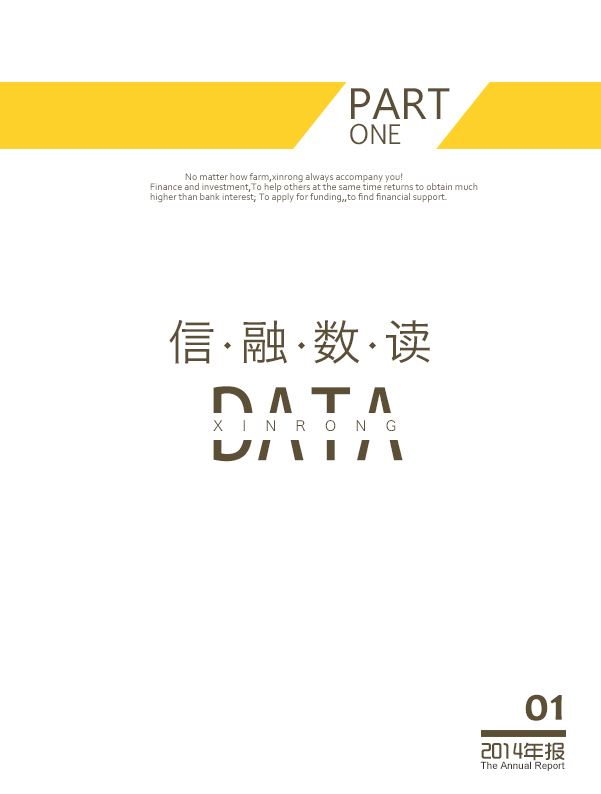 PART
ONE
No matter how farm,xinrong always accompany you!
Finance and investment,To help others at the same time returns to obtain much
higher than bank interest; To apply for funding,,to find financial support.
信·融·数·读
DATA
XINRONG
01
2014年报
The Annual Report